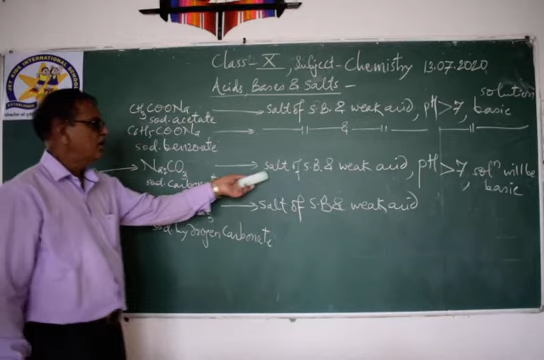 Class - X, Subject - Chemistry 13.07.2020
Acids Bases & Salts -
CH3COONa → salt of S.B. & weak acid, pH > 7, solution basic
sod. acetate
C6H5COONa → —"— & —"— —"—
sod. benzoate
→ Na2CO3 → salt of S.B. & weak acid, pH > 7, soln will be basic
sod. carbon
3 → salt of S.B & weak acid
sod. hydrogen carbonate